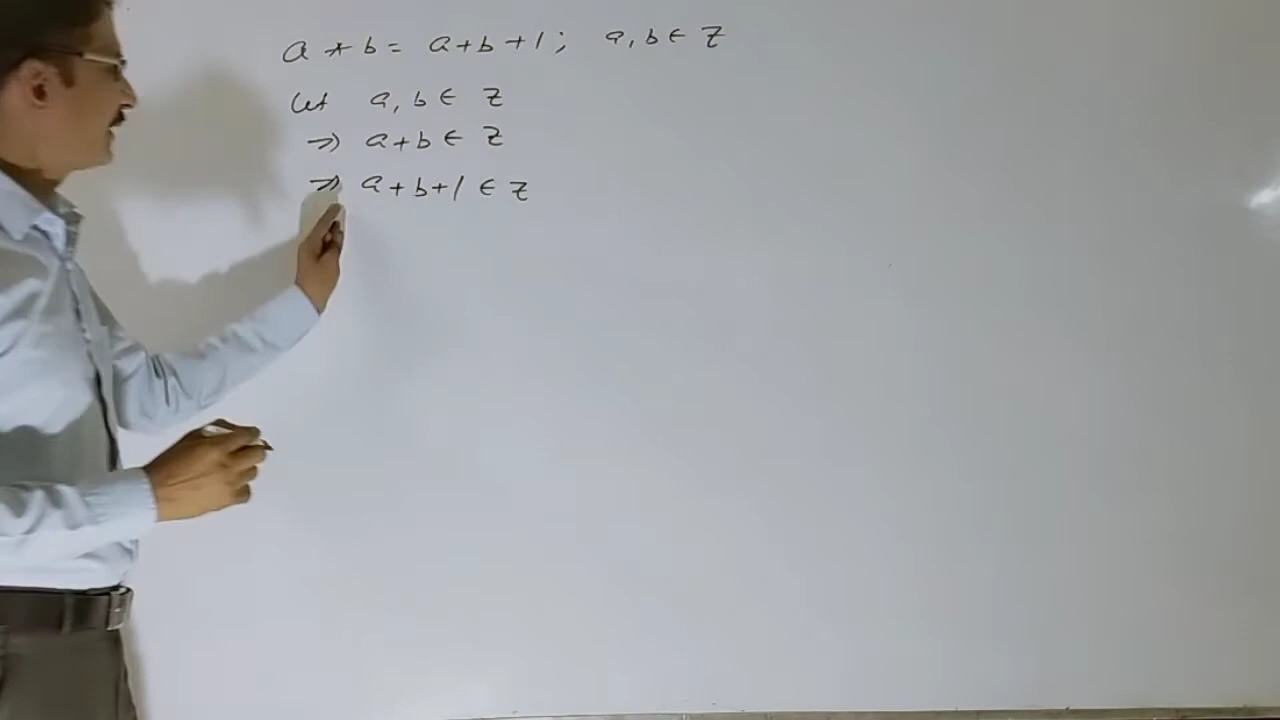 a * b = a + b + 1 ; a, b ∈ Z
Let a, b ∈ Z
⇒ a + b ∈ Z
⇒ a + b + 1 ∈ Z